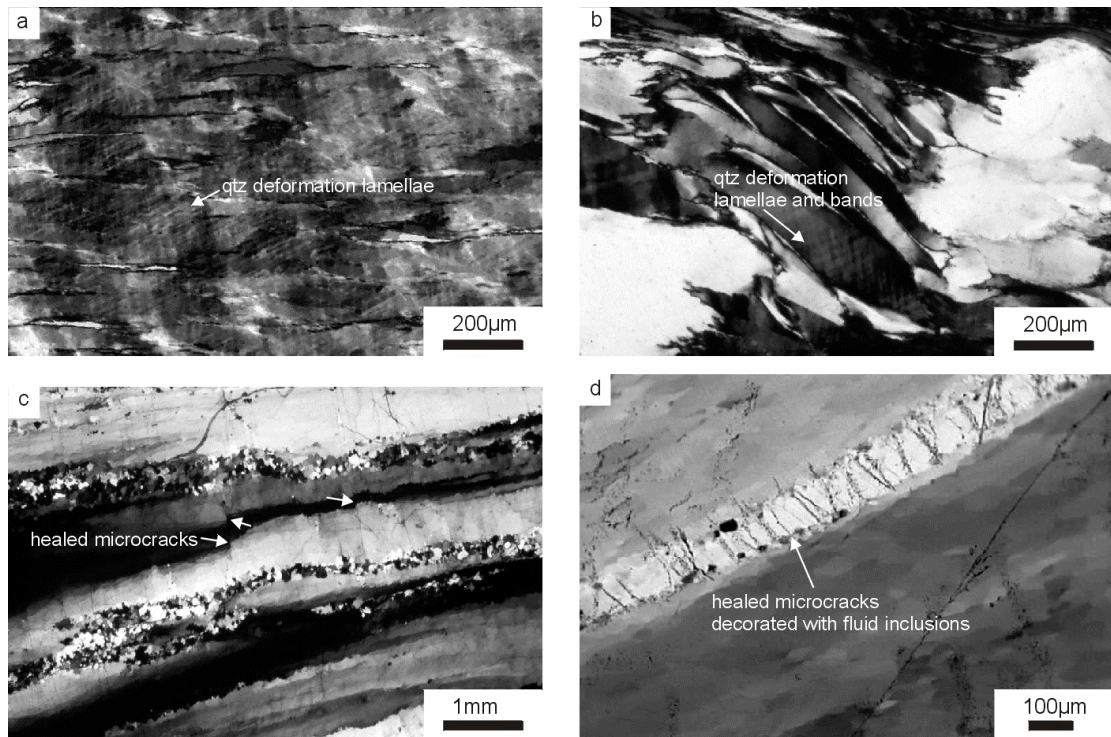 a
qtz deformation lamellae
200µm
b
qtz deformation
lamellae and bands
200µm
c
healed microcracks
1mm
d
healed microcracks
decorated with fluid inclusions
100µm